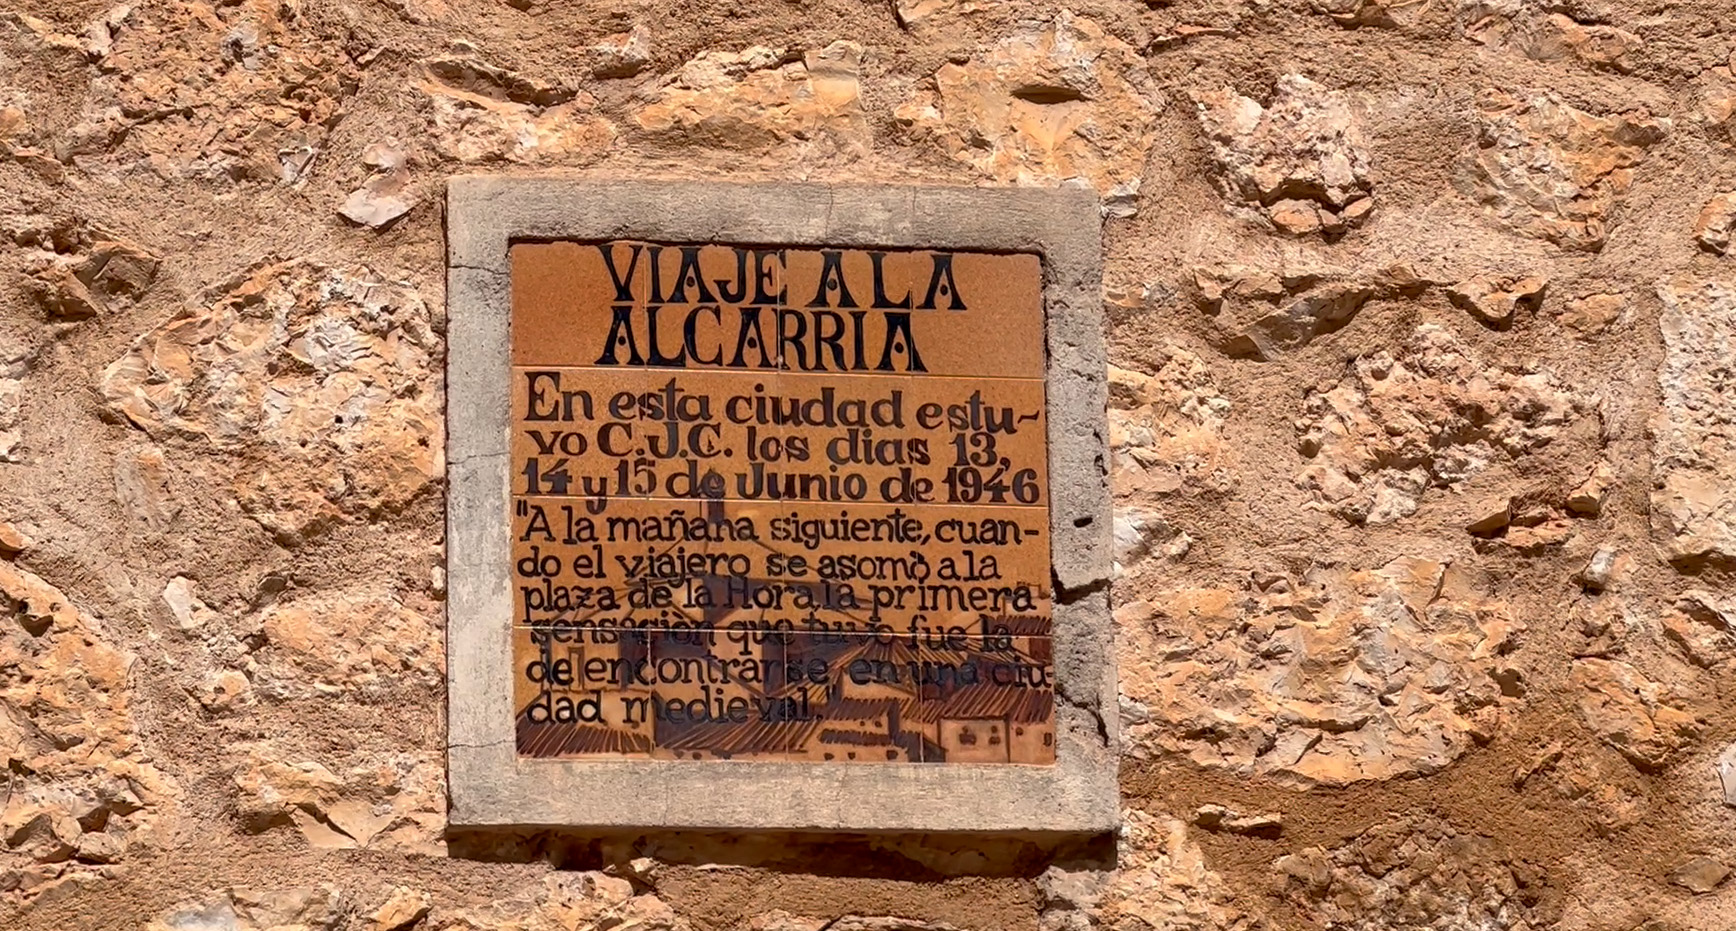 VIAJE A LA
ALCARRIA
En esta ciudad estu-
vo C.J.C. los dias 13,
14 y 15 de Junio de 1946
"A la mañana siguiente, cuan-
do el viajero se asomò a la
plaza de la Hora, la primera
sensación que tuvo fue la
de encontrarse en una ciu-
dad medieval."